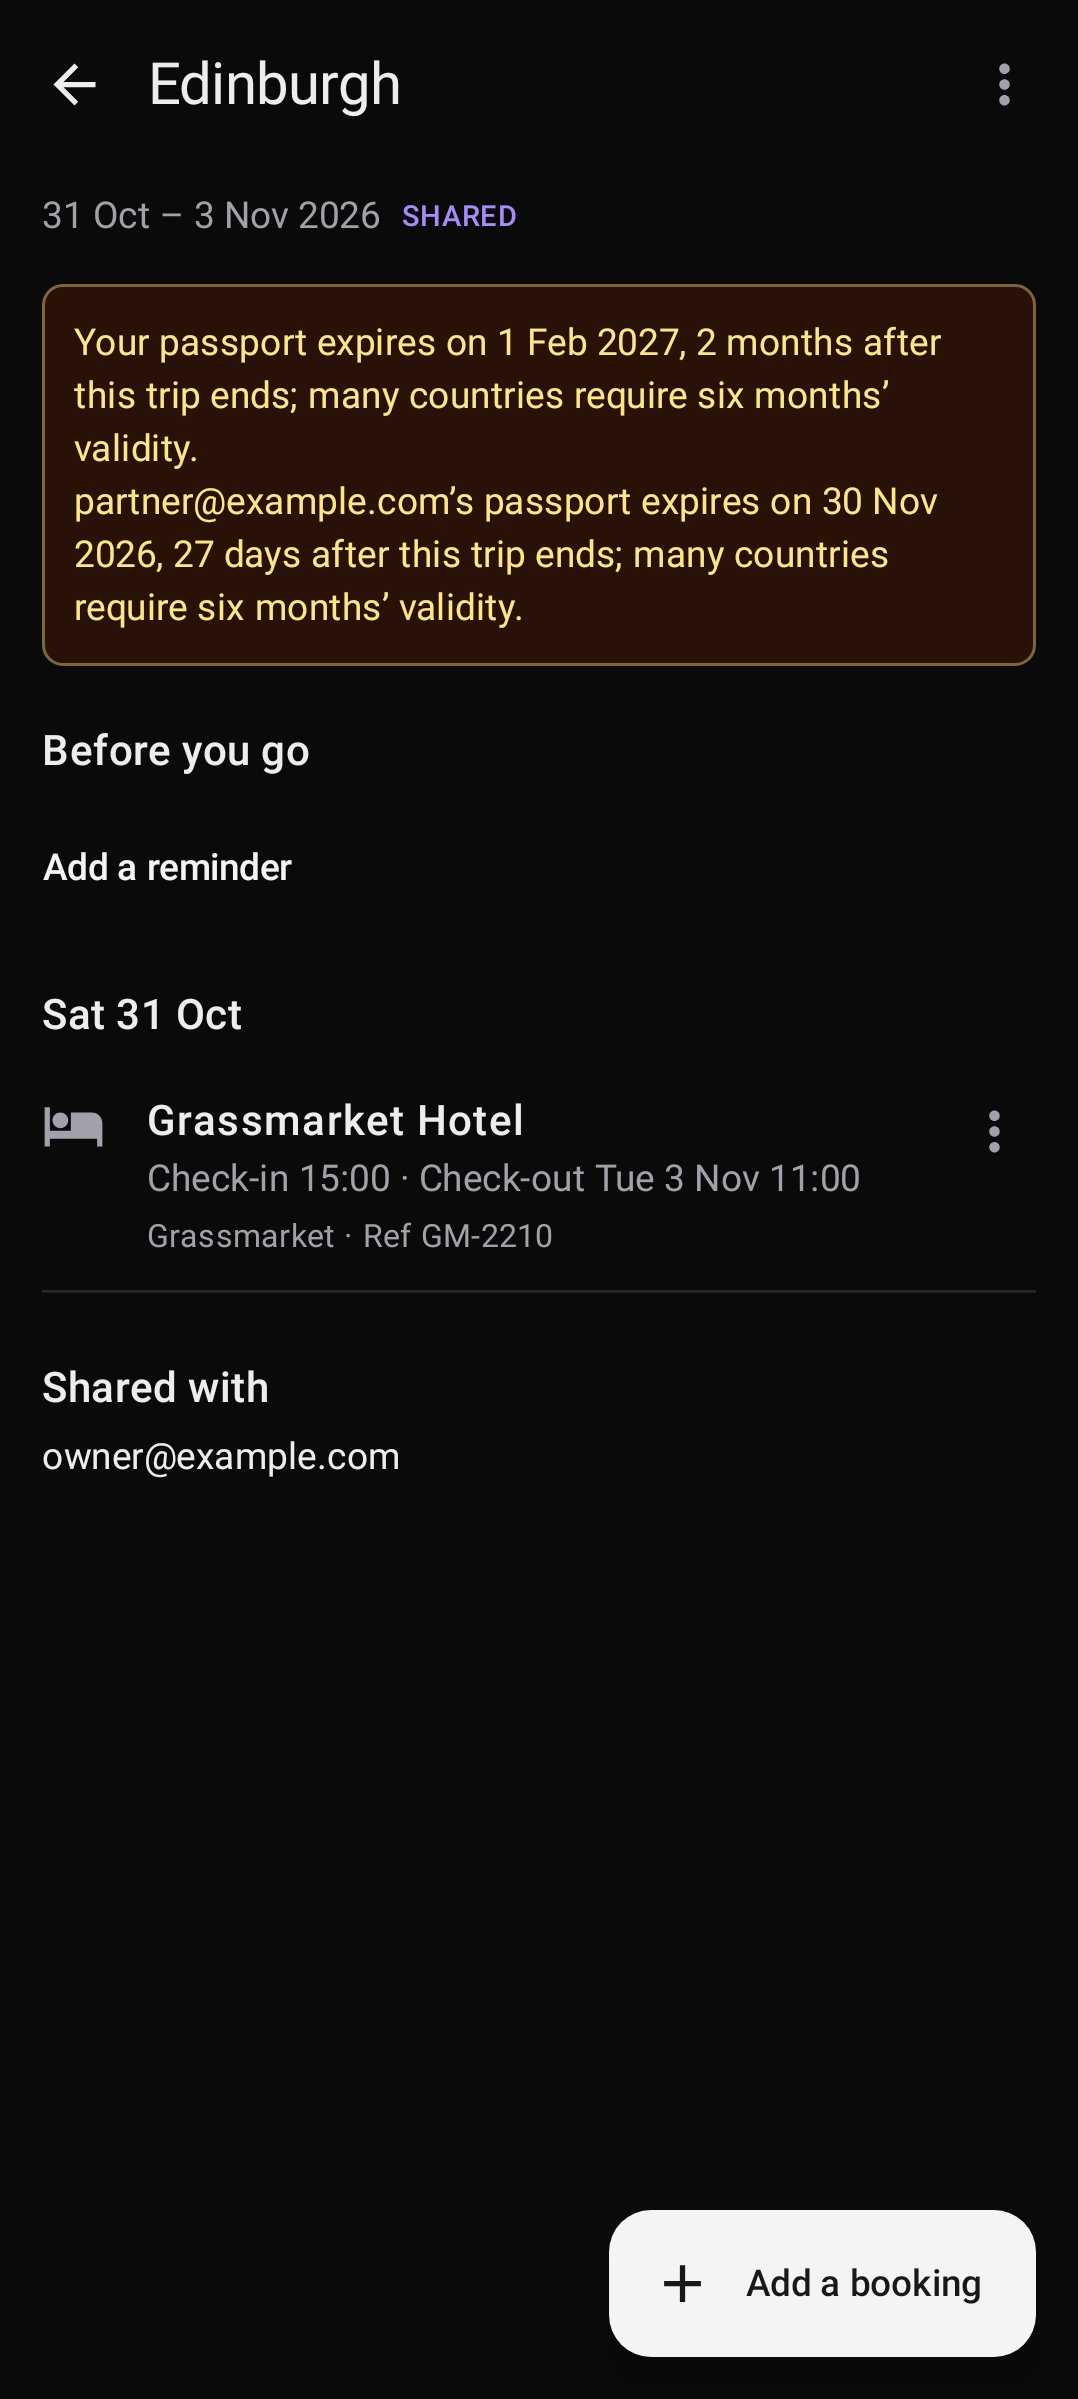 Edinburgh
31 Oct – 3 Nov 2026 SHARED
Your passport expires on 1 Feb 2027, 2 months after
this trip ends; many countries require six months’
validity.
partner@example.com’s passport expires on 30 Nov
2026, 27 days after this trip ends; many countries
require six months’ validity.
Before you go
Add a reminder
Sat 31 Oct
Grassmarket Hotel
Check-in 15:00 · Check-out Tue 3 Nov 11:00
Grassmarket · Ref GM-2210
Shared with
owner@example.com
Add a booking